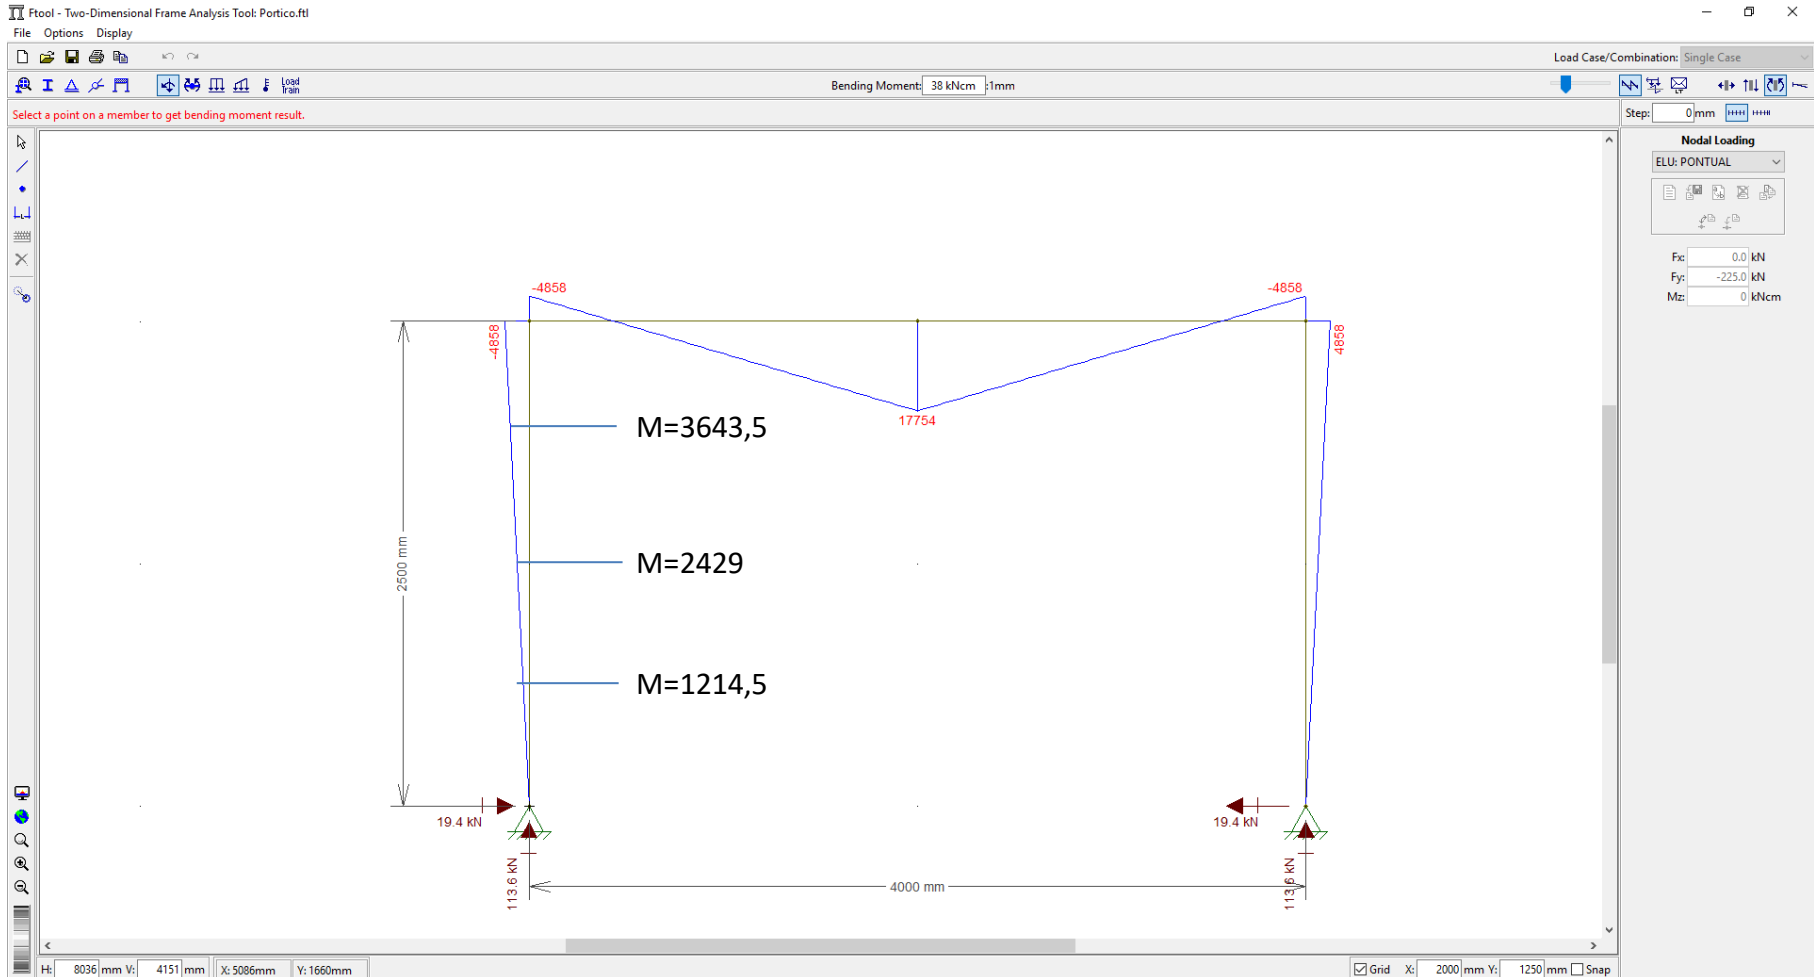 Ftool - Two-Dimensional Frame Analysis Tool: Portico.ftl
File Options Display
Load Case/Combination: Single Case
Load Train
Bending Moment: 38 kNcm :1mm
Select a point on a member to get bending moment result.
Step: 0 mm
Nodal Loading
ELU: PONTUAL
Fx: 0.0 kN
Fy: -225.0 kN
Mz: 0 kNcm
-4858
-4858
-4858
4858
17754
M=3643,5
2500 mm
M=2429
M=1214,5
19.4 kN
19.4 kN
113.6 kN
113.6 kN
4000 mm
H: 8036 mm V: 4151 mm X: 5086mm Y: 1660mm
Grid X: 2000 mm Y: 1250 mm Snap